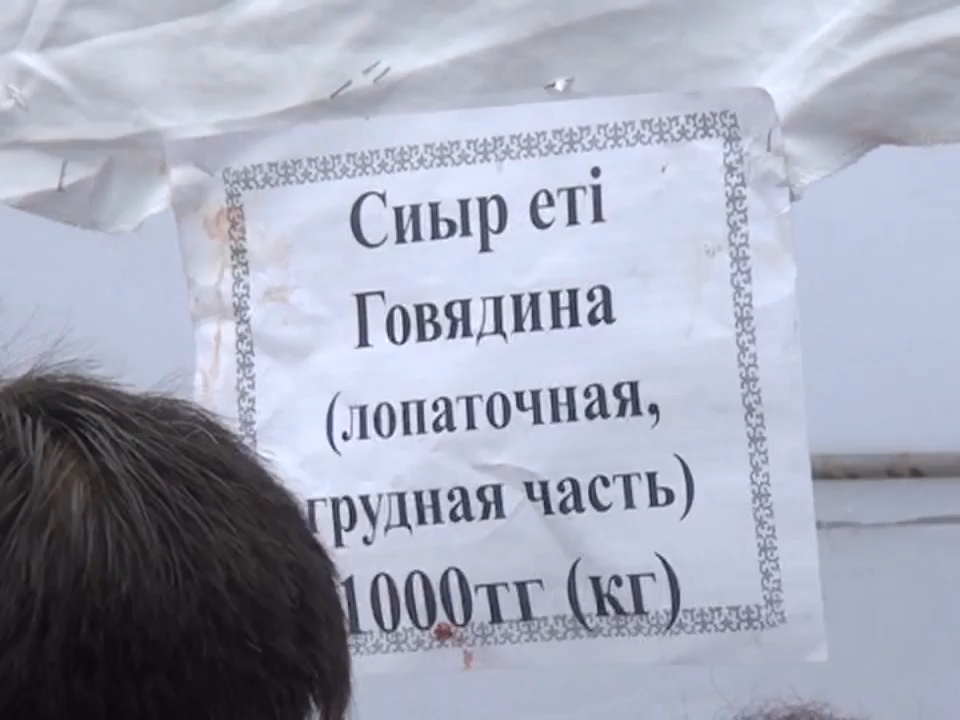 Сиыр еті
Говядина
(лопаточная,
грудная часть)
1000тг (кг)